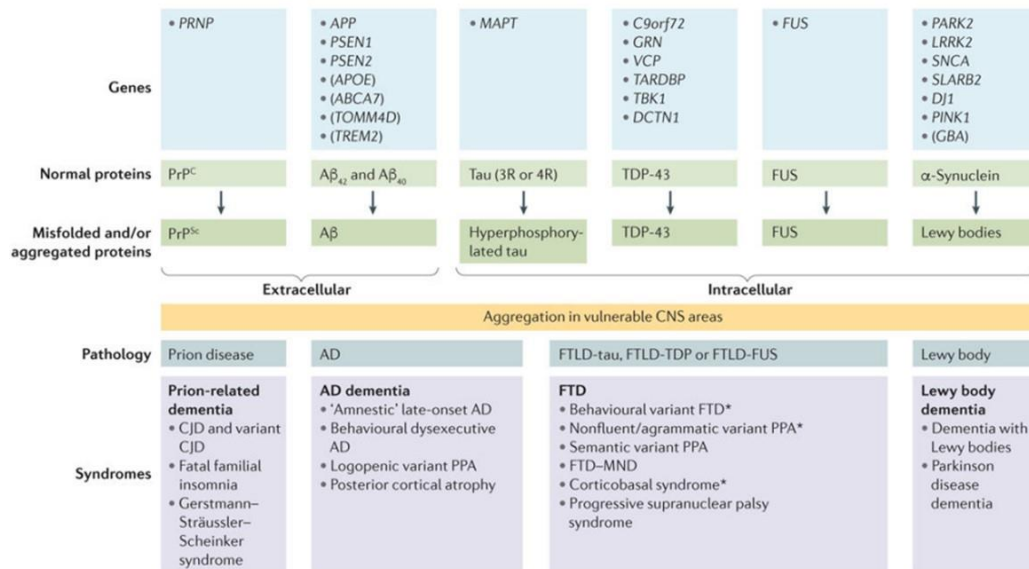 Genes
• PRNP
• APP
• PSEN1
• PSEN2
• (APOE)
• (ABCA7)
• (TOMM4D)
• (TREM2)
• MAPT
• C9orf72
• GRN
• VCP
• TARDBP
• TBK1
• DCTN1
• FUS
• PARK2
• LRRK2
• SNCA
• SLARB2
• DJ1
• PINK1
• (GBA)
Normal proteins
PrPᶜ
Aβ₄₂ and Aβ₄₀
Tau (3R or 4R)
TDP-43
FUS
α-Synuclein
Misfolded and/or
aggregated proteins
PrPˢᶜ
Aβ
Hyperphosphory-
lated tau
TDP-43
FUS
Lewy bodies
Extracellular
Intracellular
Aggregation in vulnerable CNS areas
Pathology
Prion disease
AD
FTLD-tau, FTLD-TDP or FTLD-FUS
Lewy body
Syndromes
Prion-related
dementia
• CJD and variant
CJD
• Fatal familial
insomnia
• Gerstmann–
Sträussler–
Scheinker
syndrome
AD dementia
• ‘Amnestic’ late-onset AD
• Behavioural dysexecutive
AD
• Logopenic variant PPA
• Posterior cortical atrophy
FTD
• Behavioural variant FTD*
• Nonfluent/agrammatic variant PPA*
• Semantic variant PPA
• FTD–MND
• Corticobasal syndrome*
• Progressive supranuclear palsy
syndrome
Lewy body
dementia
• Dementia with
Lewy bodies
• Parkinson
disease
dementia